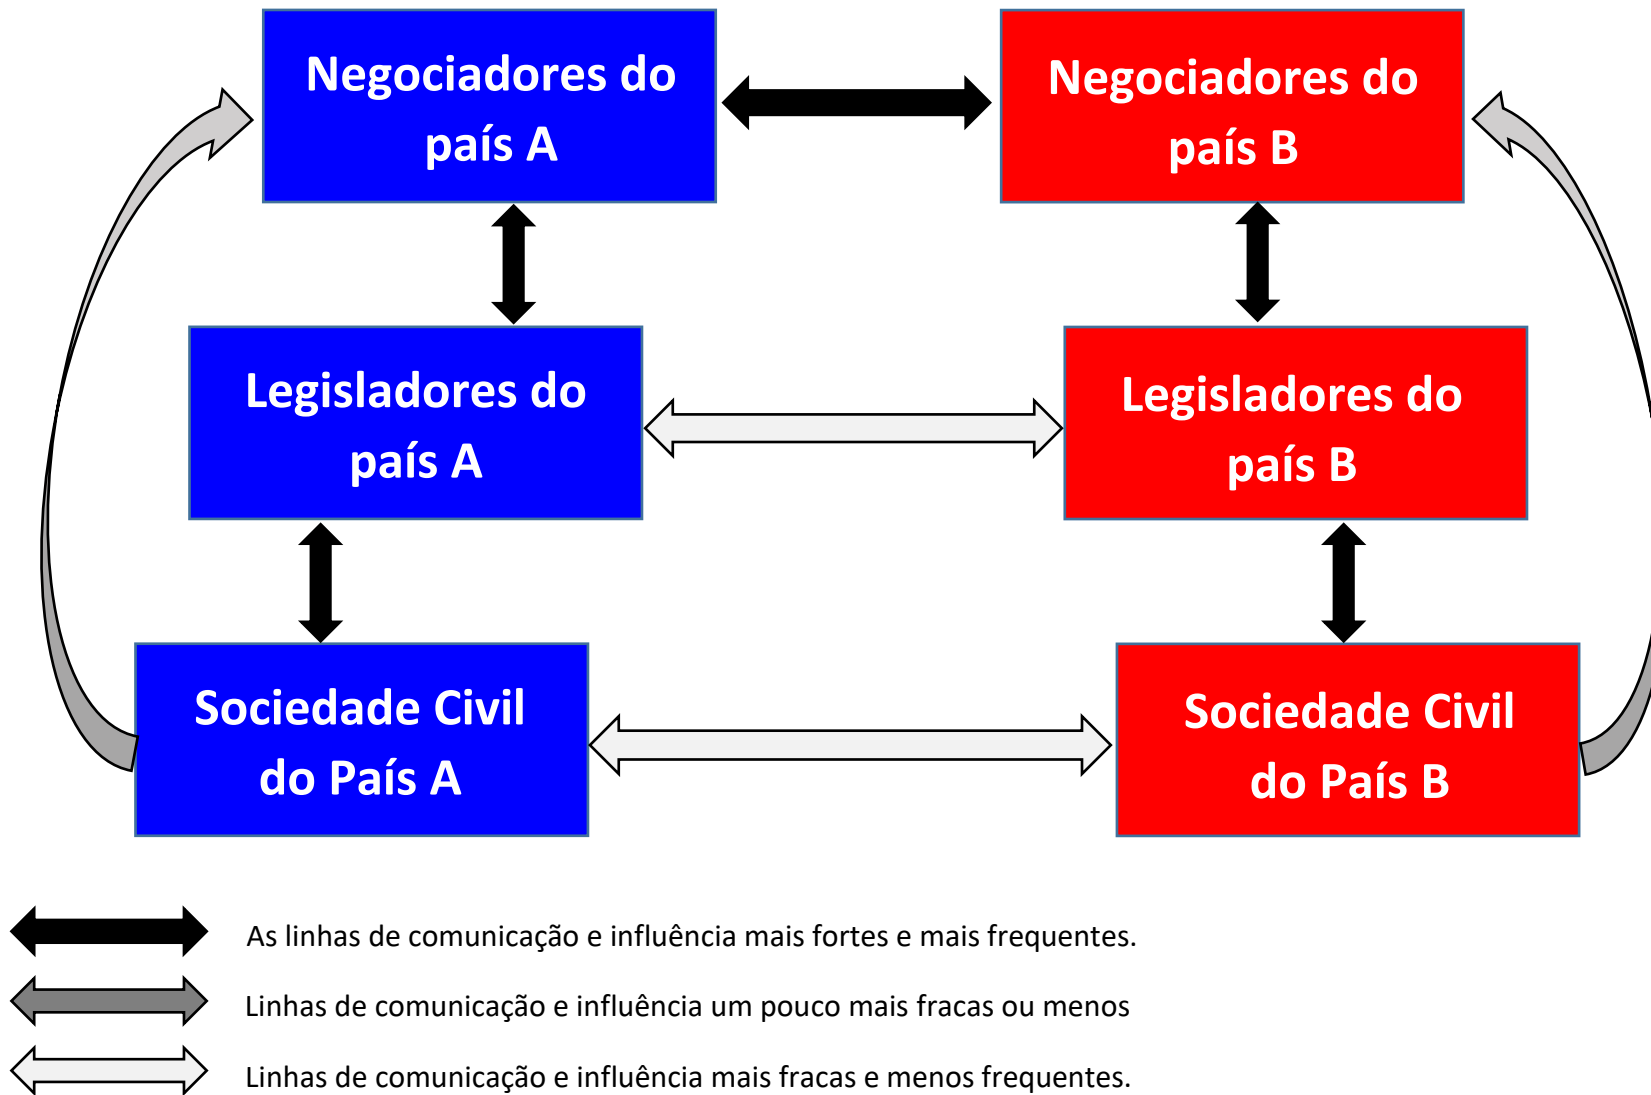 Negociadores do
país A
Negociadores do
país B
Legisladores do
país A
Legisladores do
país B
Sociedade Civil
do País A
Sociedade Civil
do País B
As linhas de comunicação e influência mais fortes e mais frequentes.
Linhas de comunicação e influência um pouco mais fracas ou menos
Linhas de comunicação e influência mais fracas e menos frequentes.